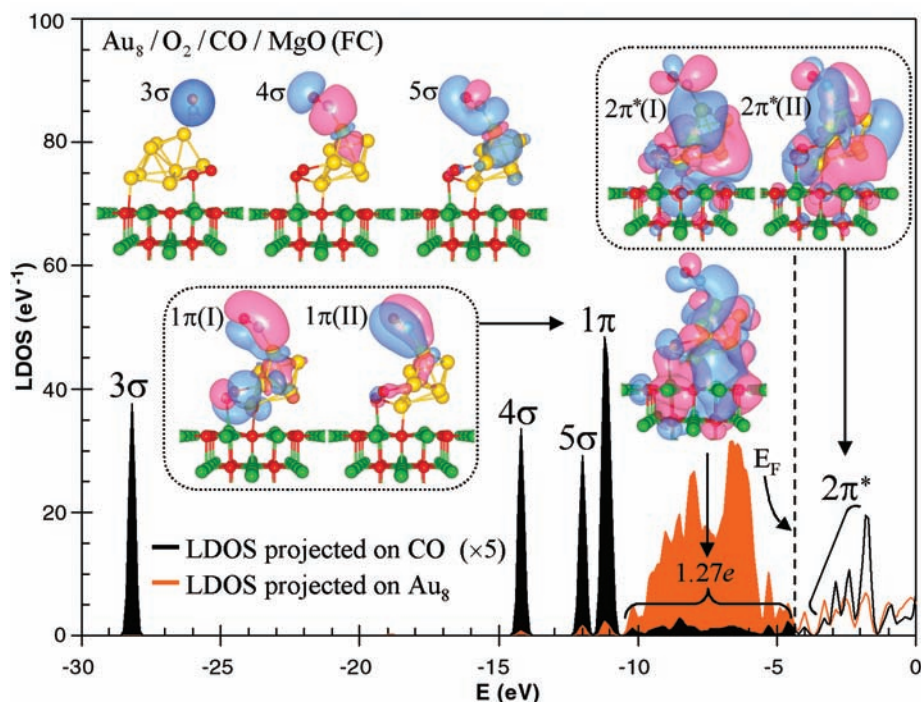 Au₈ / O₂ / CO / MgO (FC)
3σ
4σ
5σ
2π*(I)
2π*(II)
1π(I)
1π(II)
3σ
4σ
5σ
1π
E_F
2π*
1.27e
LDOS projected on CO (×5)
LDOS projected on Au₈
LDOS (eV⁻¹)
100
80
60
40
20
0
-30
-25
-20
-15
-10
-5
0
E (eV)